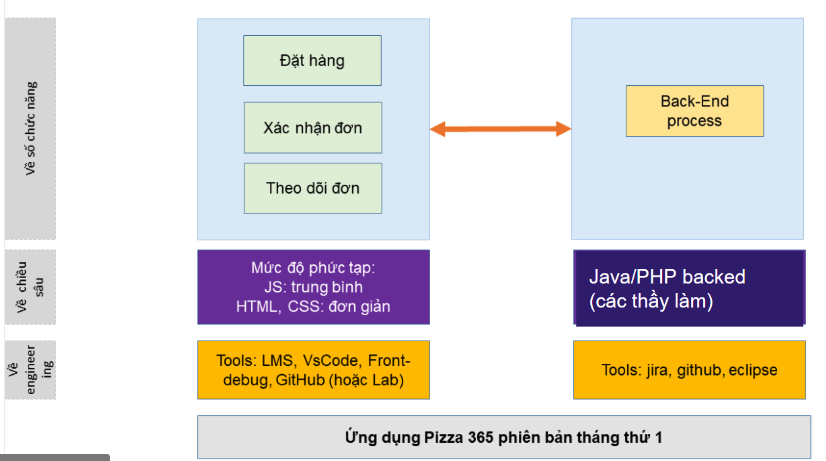 Về số chức năng
Đặt hàng
Xác nhận đơn
Theo dõi đơn
Back-End
process
Về chiều
sâu
Mức độ phức tạp:
JS: trung bình
HTML, CSS: đơn giản
Java/PHP backed
(các thầy làm)
Về
engineer
ing
Tools: LMS, VsCode, Front-
debug, GitHub (hoặc Lab)
Tools: jira, github, eclipse
Ứng dụng Pizza 365 phiên bản tháng thứ 1